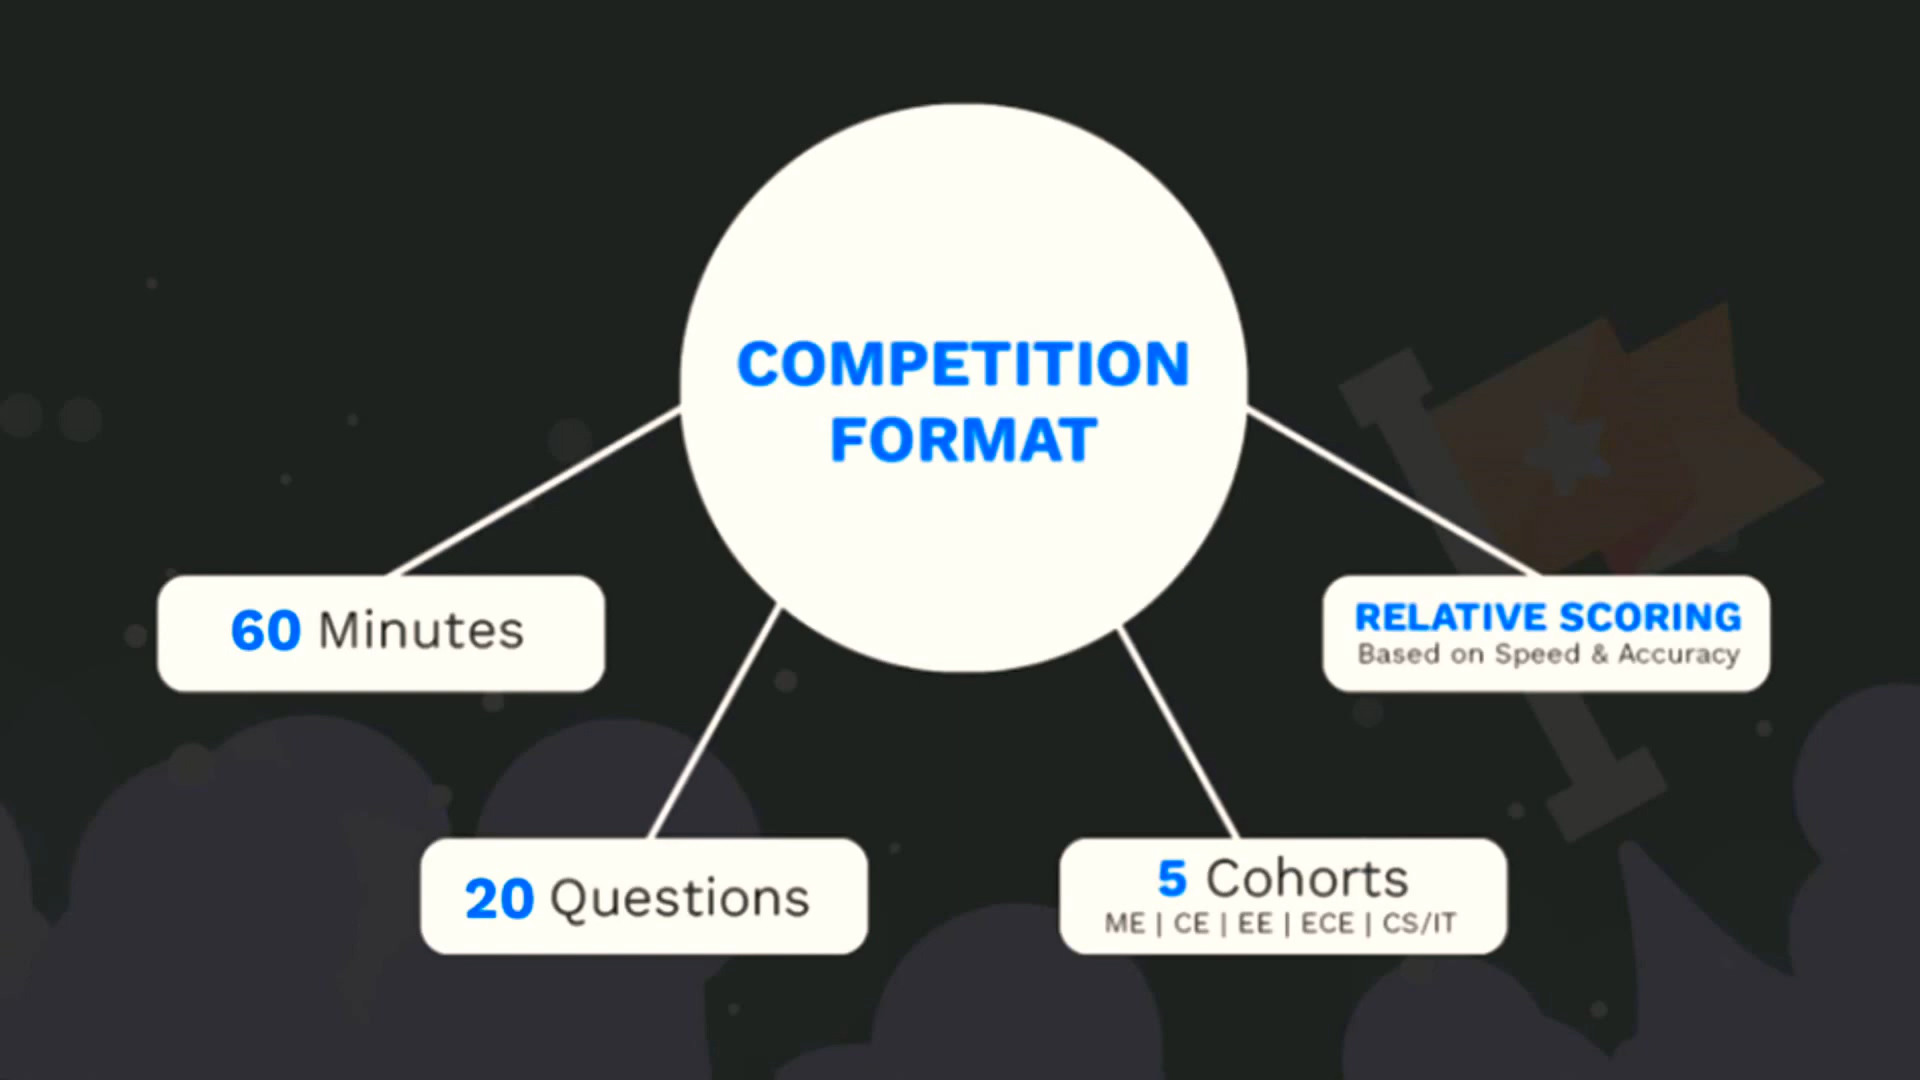 COMPETITION
FORMAT
60 Minutes
RELATIVE SCORING
Based on Speed & Accuracy
20 Questions
5 Cohorts
ME | CE | EE | ECE | CS/IT